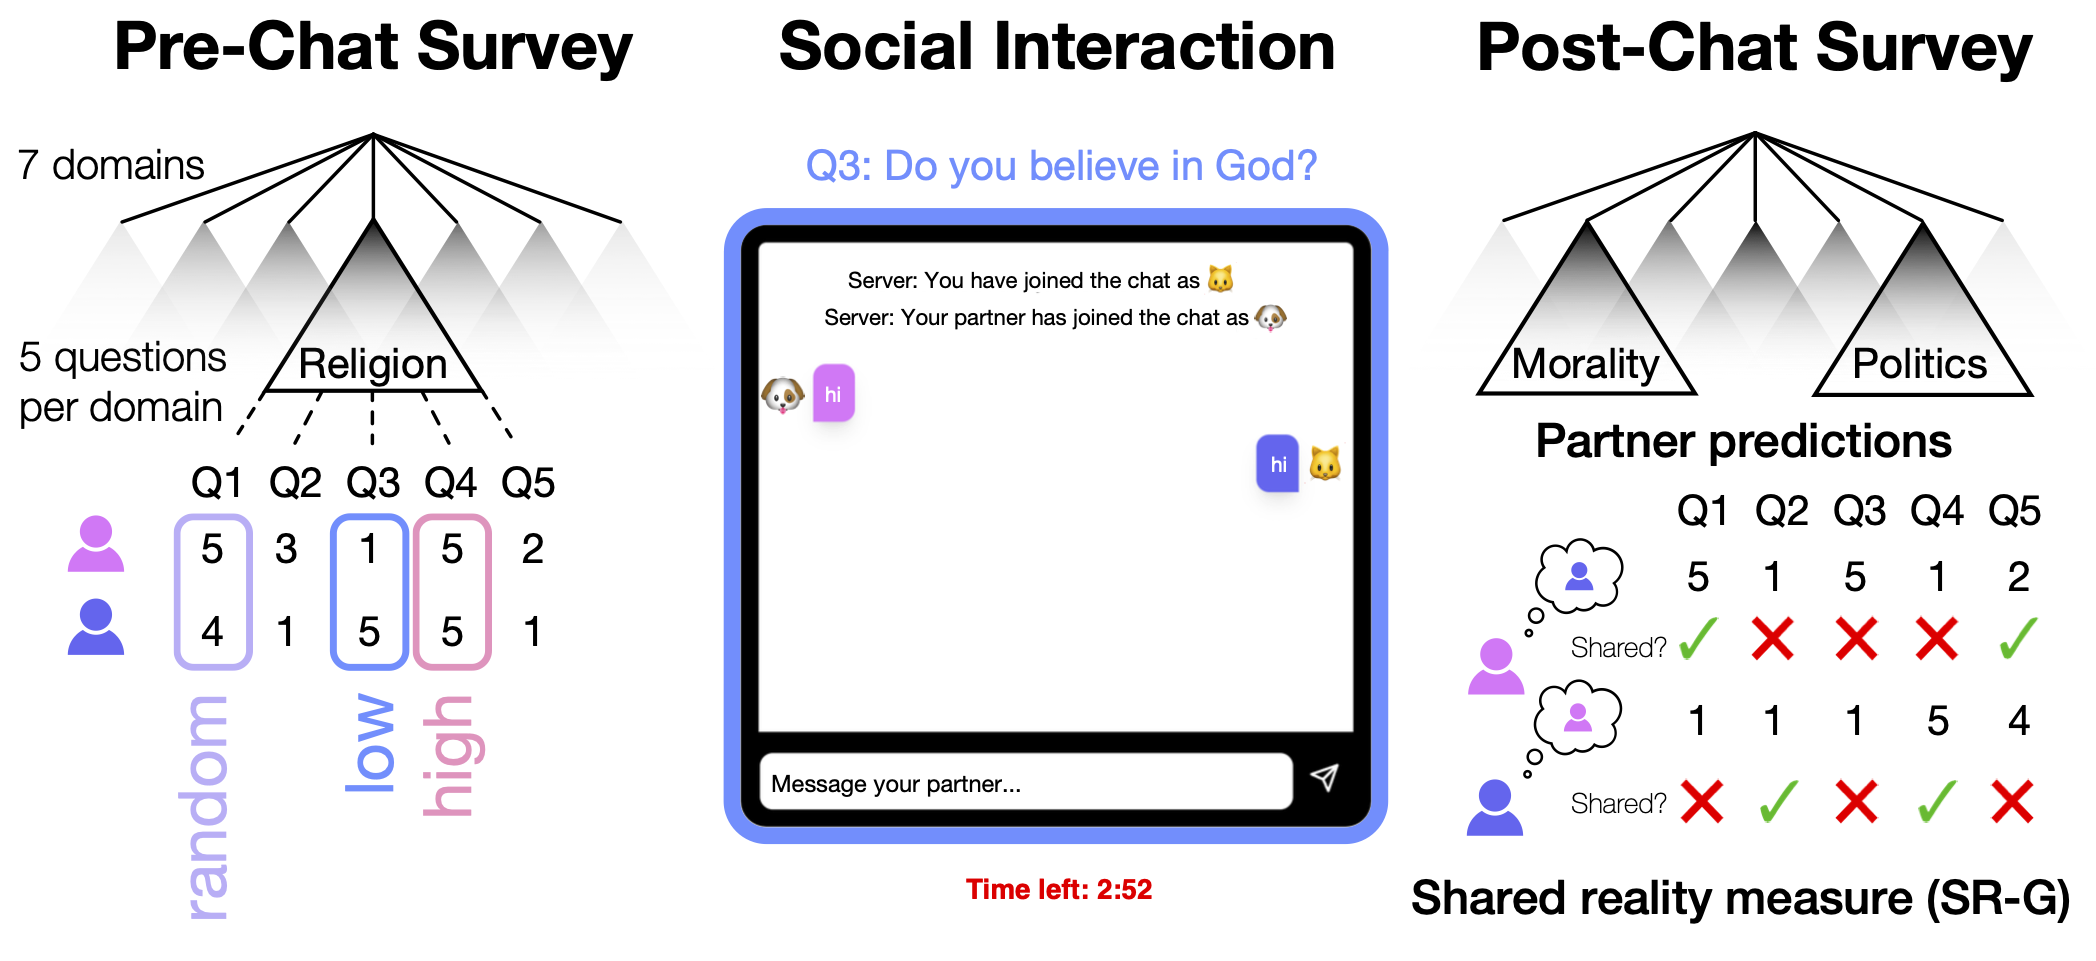 Pre-Chat Survey
7 domains
5 questions
per domain
Religion
Q1 Q2 Q3 Q4 Q5
5 3 1 5 2
4 1 5 5 1
random
low
high
Social Interaction
Q3: Do you believe in God?
Server: You have joined the chat as
Server: Your partner has joined the chat as
hi
hi
Message your partner...
Time left: 2:52
Post-Chat Survey
Morality
Politics
Partner predictions
Q1 Q2 Q3 Q4 Q5
5 1 5 1 2
Shared?
1 1 1 5 4
Shared?
Shared reality measure (SR-G)